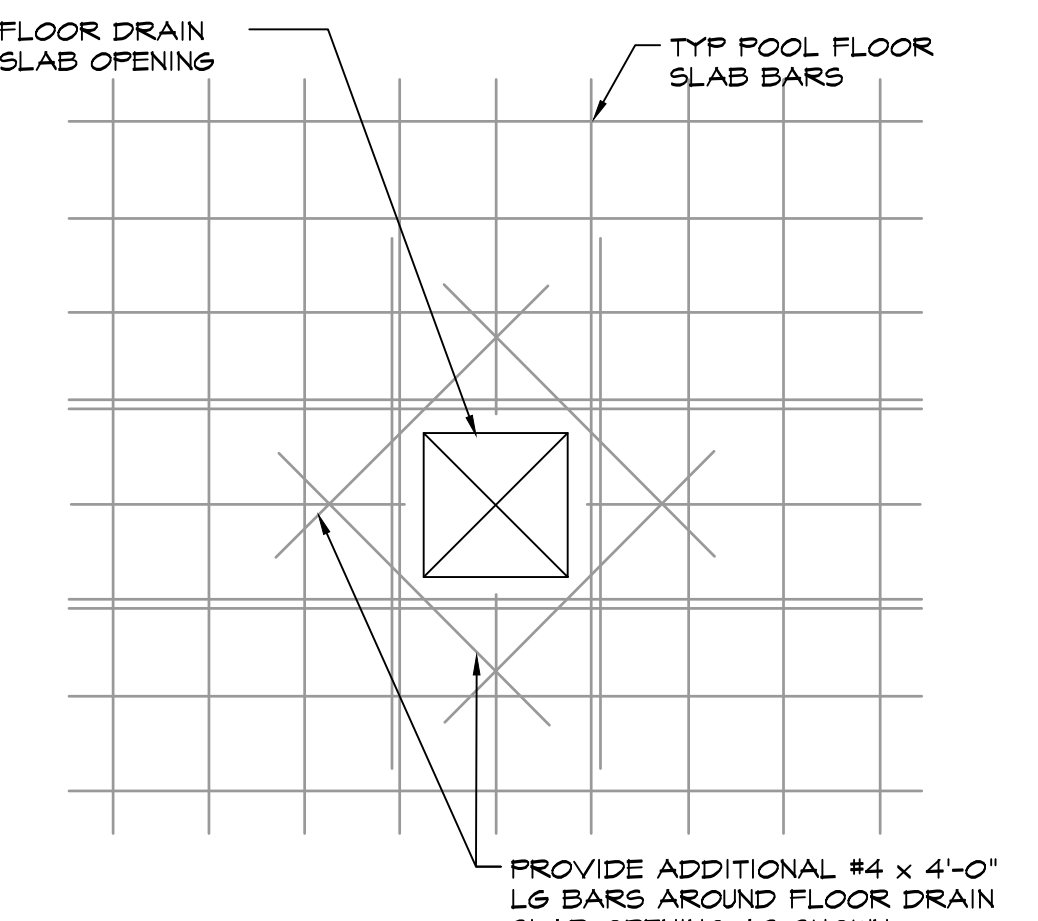 FLOOR DRAIN
SLAB OPENING
TYP POOL FLOOR
SLAB BARS
PROVIDE ADDITIONAL #4 x 4'-0"
LG BARS AROUND FLOOR DRAIN